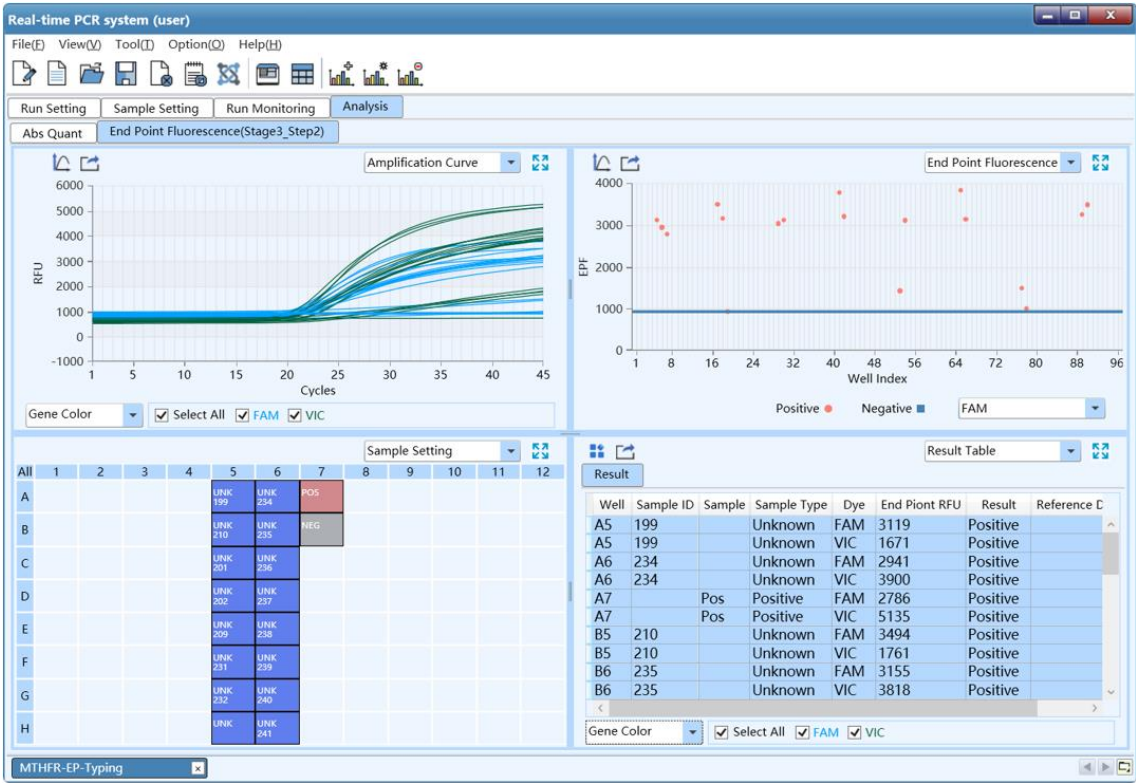 Real-time PCR system (user)
File(F) View(V) Tool(T) Option(O) Help(H)
Run Setting Sample Setting Run Monitoring Analysis
Abs Quant End Point Fluorescence(Stage3_Step2)
Amplification Curve
6000
5000
4000
3000
2000
1000
0
-1000
RFU
1 5 10 15 20 25 30 35 40 45
Cycles
Gene Color Select All FAM VIC
End Point Fluorescence
4000
3000
2000
1000
0
EPF
1 8 16 24 32 40 48 56 64 72 80 88 96
Well Index
Positive Negative FAM
Sample Setting
All 1 2 3 4 5 6 7 8 9 10 11 12
A UNK 199 UNK 234 POS
B UNK 210 UNK 235 NEG
C UNK 201 UNK 236
D UNK 202 UNK 237
E UNK 209 UNK 238
F UNK 231 UNK 239
G UNK 232 UNK 240
H UNK UNK 241
Result Table
Result
Well Sample ID Sample Sample Type Dye End Piont RFU Result Reference D
A5 199 Unknown FAM 3119 Positive
A5 199 Unknown VIC 1671 Positive
A6 234 Unknown FAM 2941 Positive
A6 234 Unknown VIC 3900 Positive
A7 Pos Positive FAM 2786 Positive
A7 Pos Positive VIC 5135 Positive
B5 210 Unknown FAM 3494 Positive
B5 210 Unknown VIC 1761 Positive
B6 235 Unknown FAM 3155 Positive
B6 235 Unknown VIC 3818 Positive
Gene Color Select All FAM VIC
MTHFR-EP-Typing